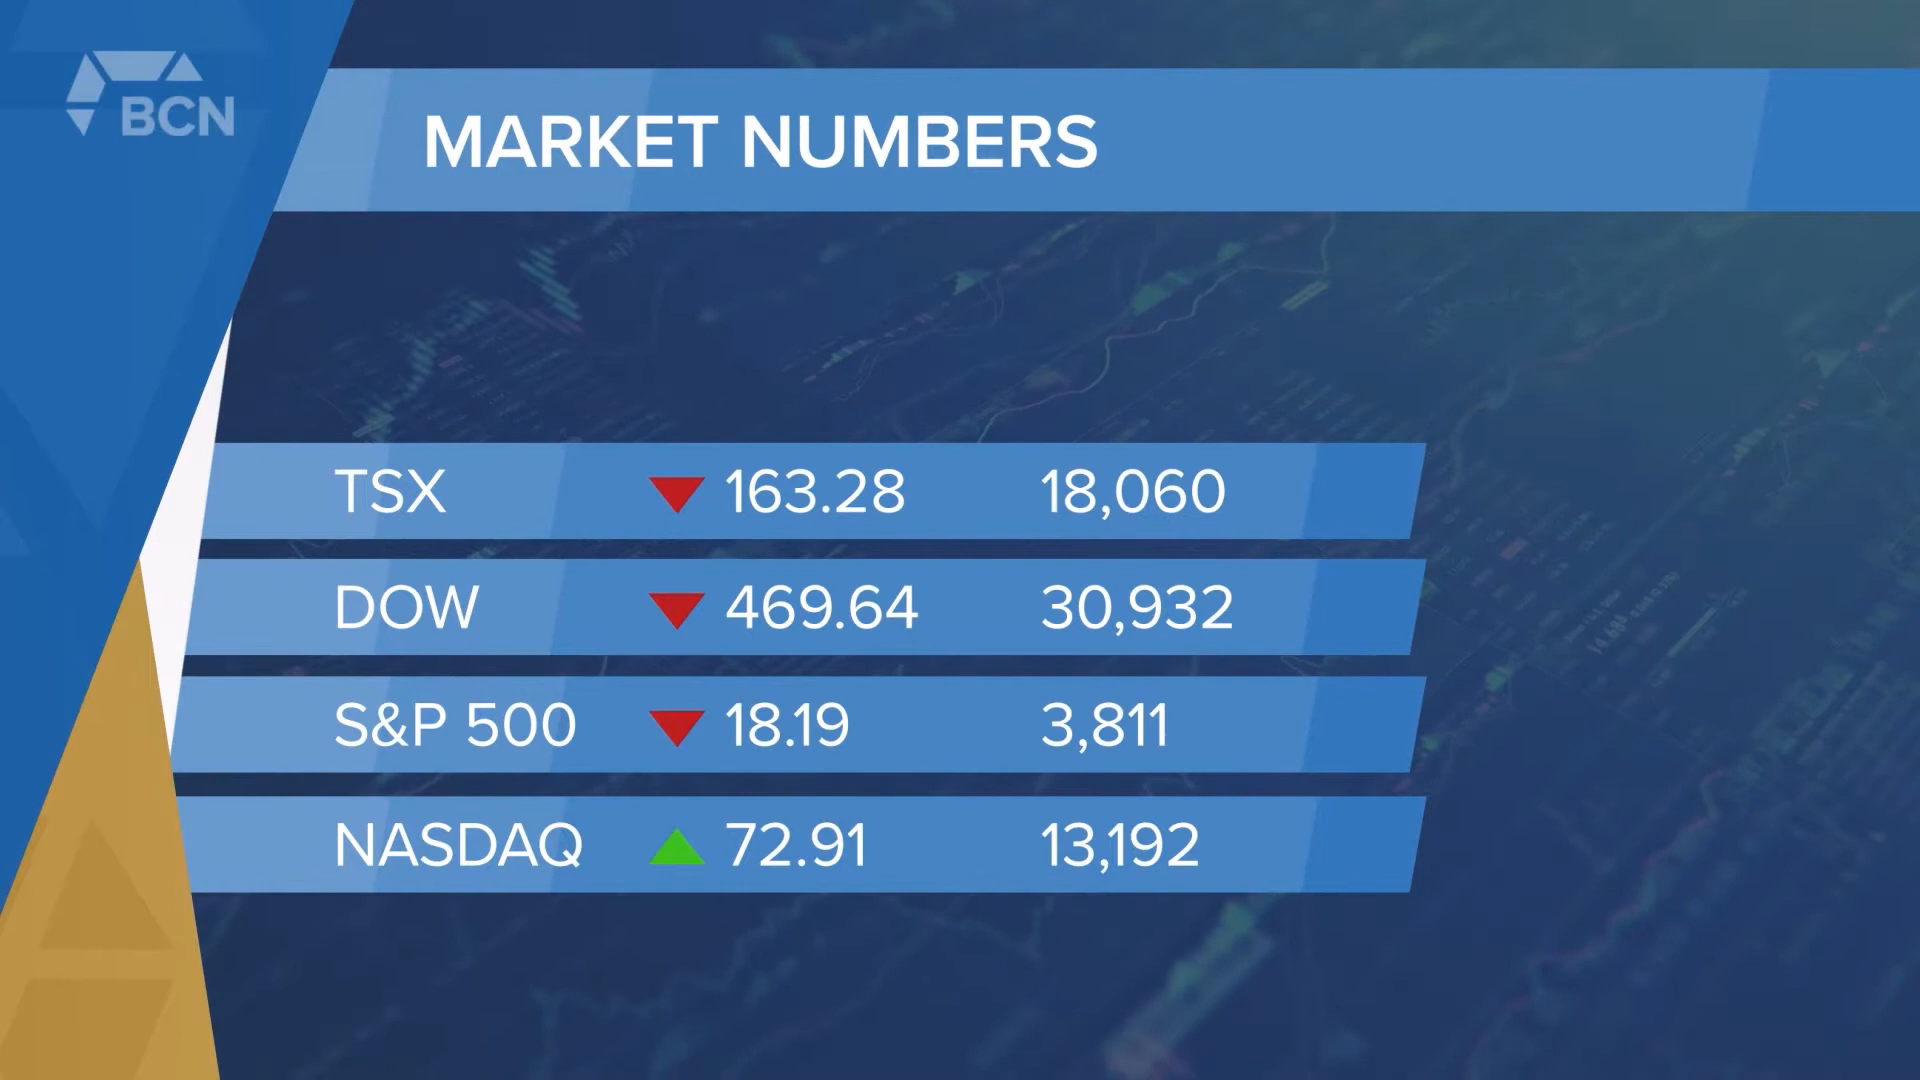 BCN
MARKET NUMBERS
TSX 163.28 18,060
DOW 469.64 30,932
S&P 500 18.19 3,811
NASDAQ 72.91 13,192